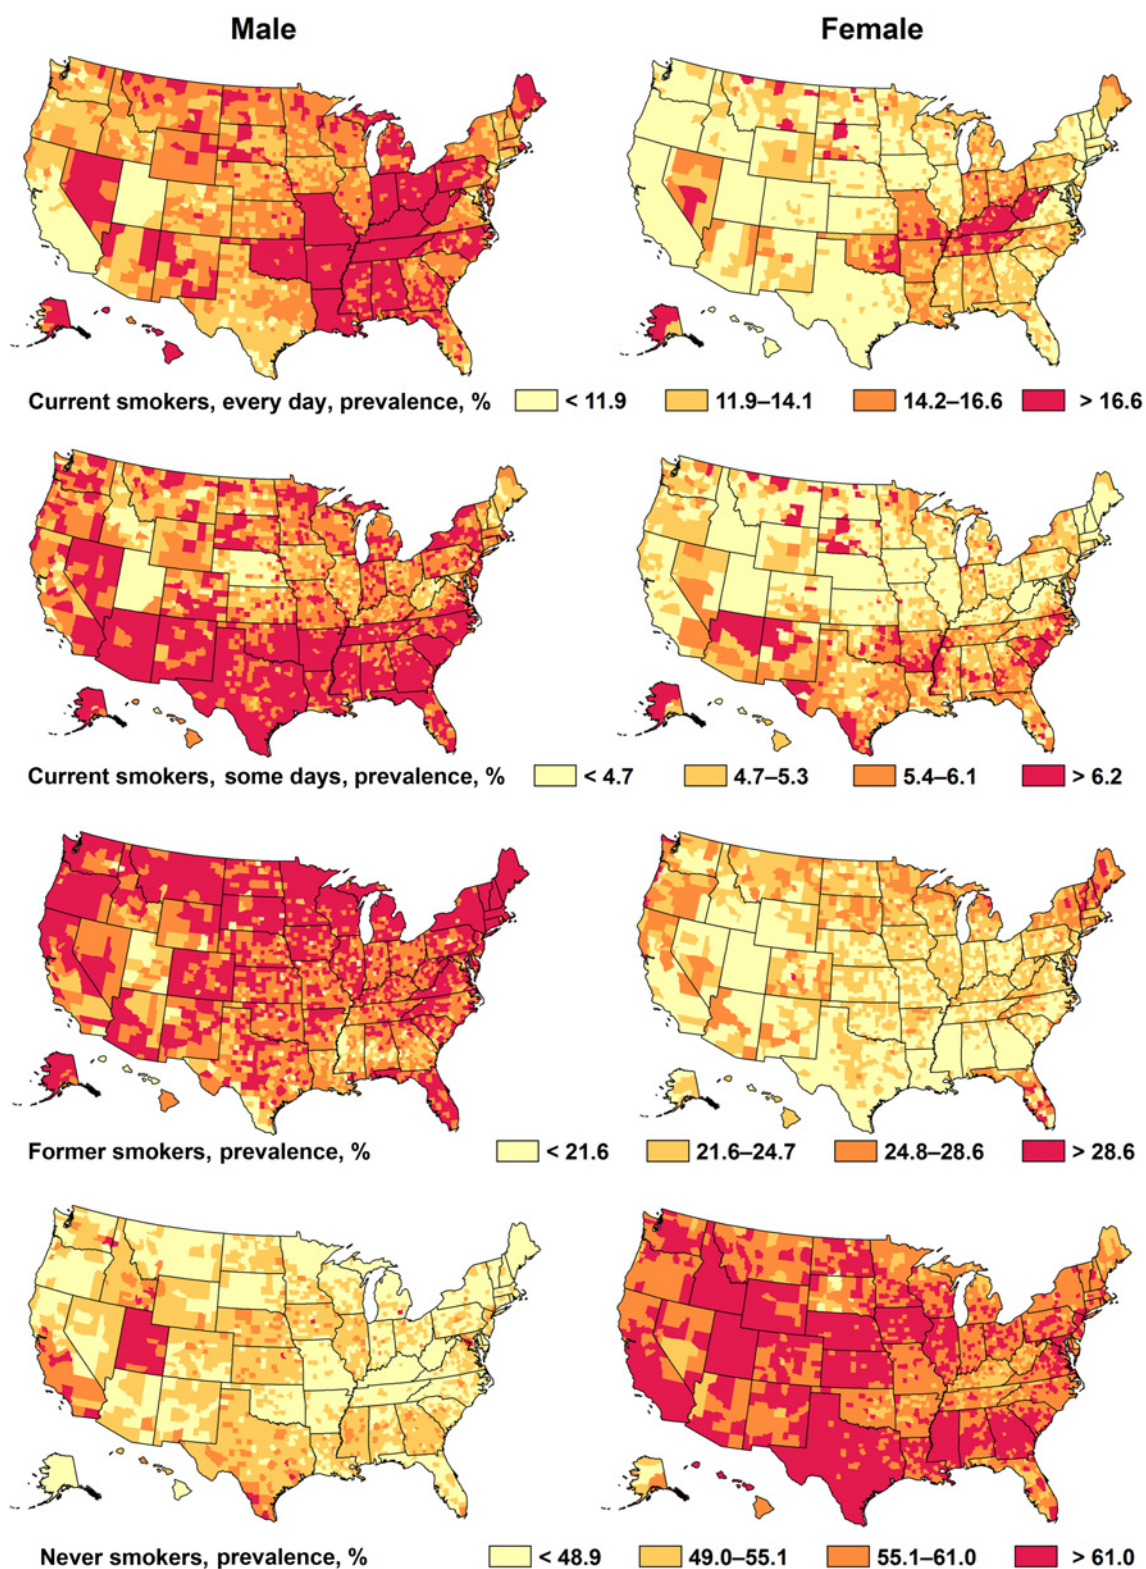 Male Female
Current smokers, every day, prevalence, % < 11.9 11.9–14.1 14.2–16.6 > 16.6
Current smokers, some days, prevalence, % < 4.7 4.7–5.3 5.4–6.1 > 6.2
Former smokers, prevalence, % < 21.6 21.6–24.7 24.8–28.6 > 28.6
Never smokers, prevalence, % < 48.9 49.0–55.1 55.1–61.0 > 61.0